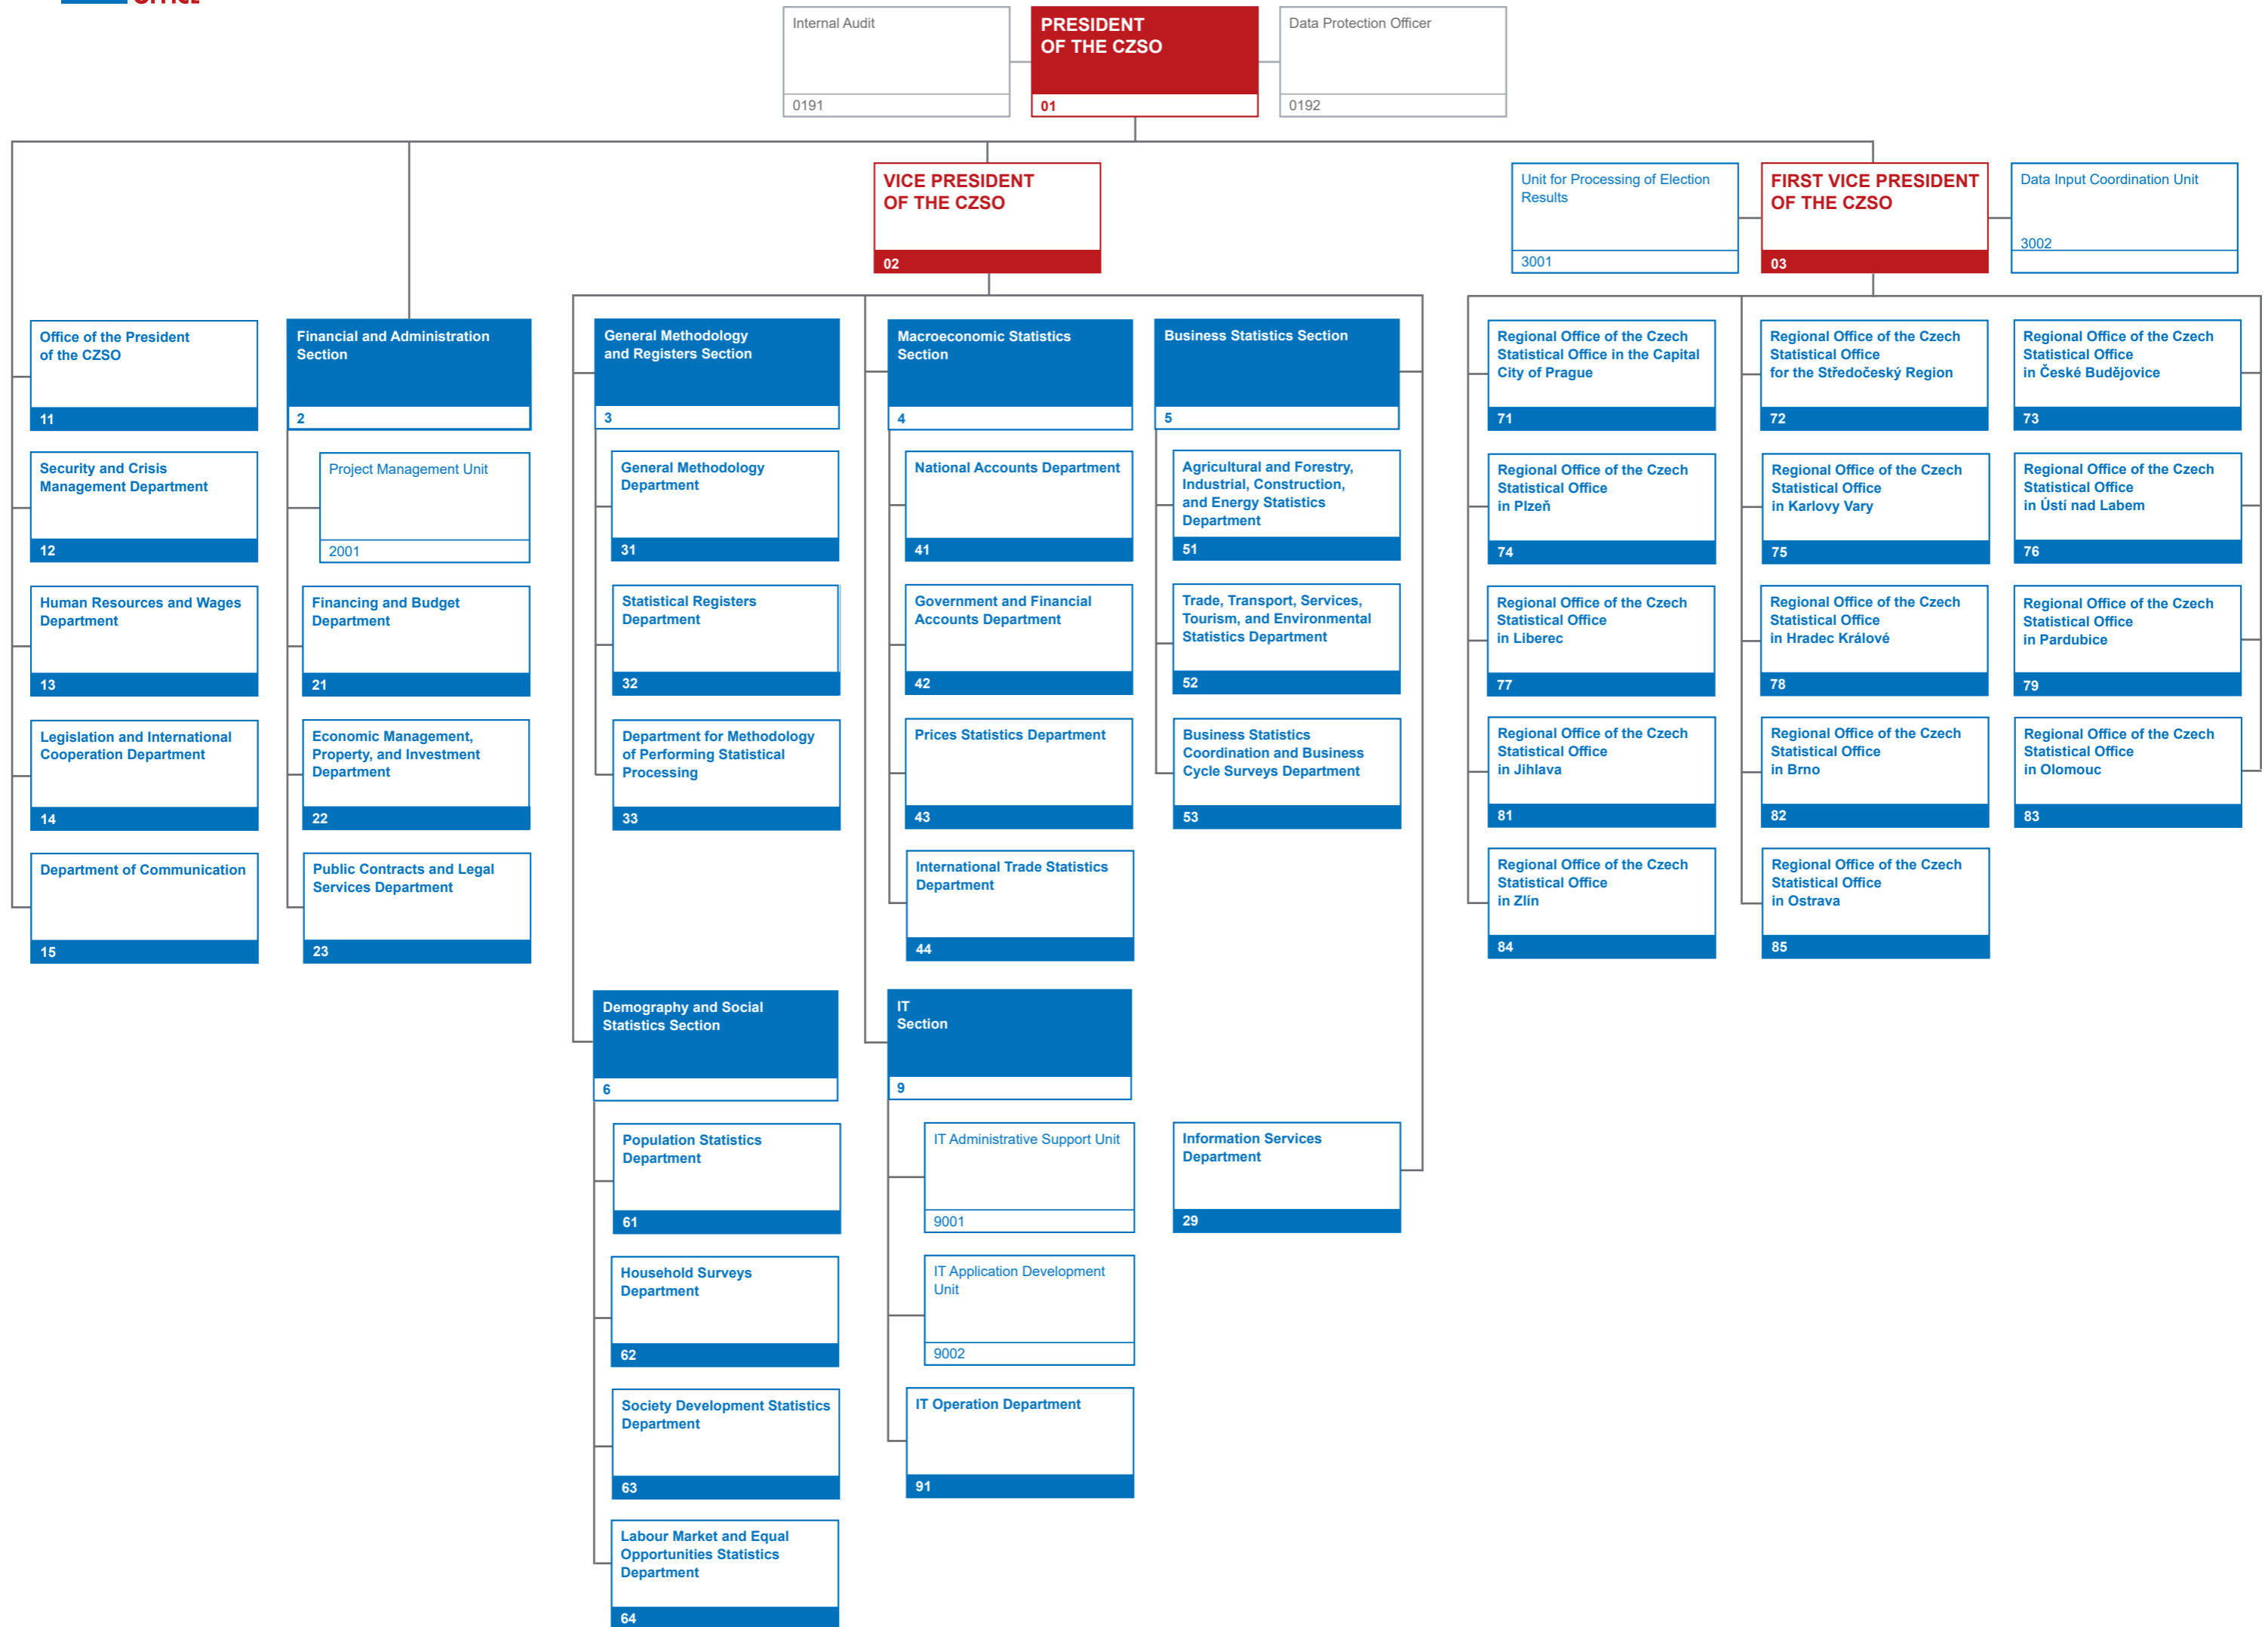 OFFICE
Internal Audit
0191
PRESIDENT
OF THE CZSO
01
Data Protection Officer
0192
VICE PRESIDENT
OF THE CZSO
02
Unit for Processing of Election
Results
3001
FIRST VICE PRESIDENT
OF THE CZSO
03
Data Input Coordination Unit
3002
Office of the President
of the CZSO
11
Security and Crisis
Management Department
12
Human Resources and Wages
Department
13
Legislation and International
Cooperation Department
14
Department of Communication
15
Financial and Administration
Section
2
Project Management Unit
2001
Financing and Budget
Department
21
Economic Management,
Property, and Investment
Department
22
Public Contracts and Legal
Services Department
23
General Methodology
and Registers Section
3
General Methodology
Department
31
Statistical Registers
Department
32
Department for Methodology
of Performing Statistical
Processing
33
Macroeconomic Statistics
Section
4
National Accounts Department
41
Government and Financial
Accounts Department
42
Prices Statistics Department
43
International Trade Statistics
Department
44
Business Statistics Section
5
Agricultural and Forestry,
Industrial, Construction,
and Energy Statistics
Department
51
Trade, Transport, Services,
Tourism, and Environmental
Statistics Department
52
Business Statistics
Coordination and Business
Cycle Surveys Department
53
Demography and Social
Statistics Section
6
Population Statistics
Department
61
Household Surveys
Department
62
Society Development Statistics
Department
63
Labour Market and Equal
Opportunities Statistics
Department
64
IT
Section
9
IT Administrative Support Unit
9001
IT Application Development
Unit
9002
IT Operation Department
91
Information Services
Department
29
Regional Office of the Czech
Statistical Office in the Capital
City of Prague
71
Regional Office of the Czech
Statistical Office
for the Středočeský Region
72
Regional Office of the Czech
Statistical Office
in České Budějovice
73
Regional Office of the Czech
Statistical Office
in Plzeň
74
Regional Office of the Czech
Statistical Office
in Karlovy Vary
75
Regional Office of the Czech
Statistical Office
in Ústí nad Labem
76
Regional Office of the Czech
Statistical Office
in Liberec
77
Regional Office of the Czech
Statistical Office
in Hradec Králové
78
Regional Office of the Czech
Statistical Office
in Pardubice
79
Regional Office of the Czech
Statistical Office
in Jihlava
81
Regional Office of the Czech
Statistical Office
in Brno
82
Regional Office of the Czech
Statistical Office
in Olomouc
83
Regional Office of the Czech
Statistical Office
in Zlín
84
Regional Office of the Czech
Statistical Office
in Ostrava
85